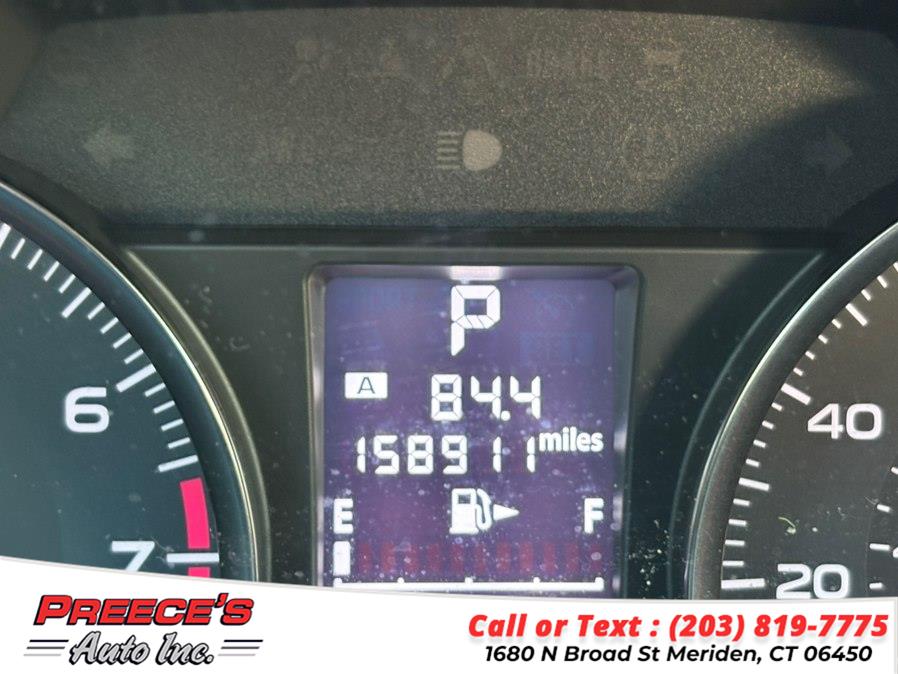 BRAKE
P
A 84.4
158911 miles
E F
6
7
40
20
PREECE'S
Auto Inc.
Call or Text : (203) 819-7775
1680 N Broad St Meriden, CT 06450